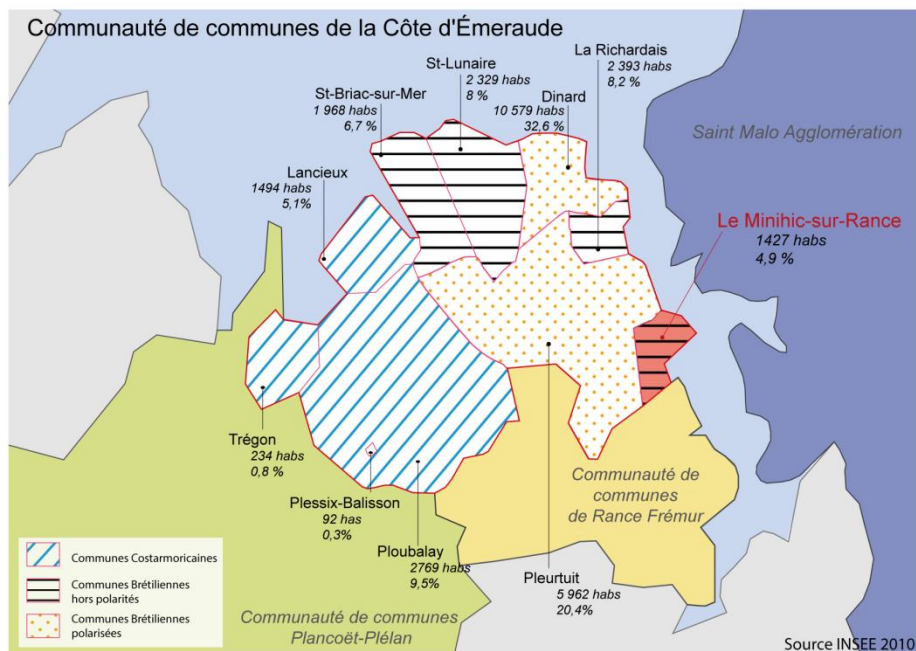 Communauté de communes de la Côte d'Émeraude
La Richardais
2 393 habs
8,2 %
St-Lunaire
2 329 habs
8 %
Dinard
10 579 habs
32,6 %
St-Briac-sur-Mer
1 968 habs
6,7 %
Saint Malo Agglomération
Lancieux
1494 habs
5,1%
Le Minihic-sur-Rance
1427 habs
4,9 %
Trégon
234 habs
0,8 %
Plessix-Balisson
92 has
0,3%
Ploubalay
2769 habs
9,5%
Pleurtuit
5 962 habs
20,4%
Communauté de
communes
de Rance Frémur
Communes Costarmoricaines
Communes Brétiliennes
hors polarités
Communes Brétiliennes
polarisées
Communauté de communes
Plancoët-Plélan
Source INSEE 2010